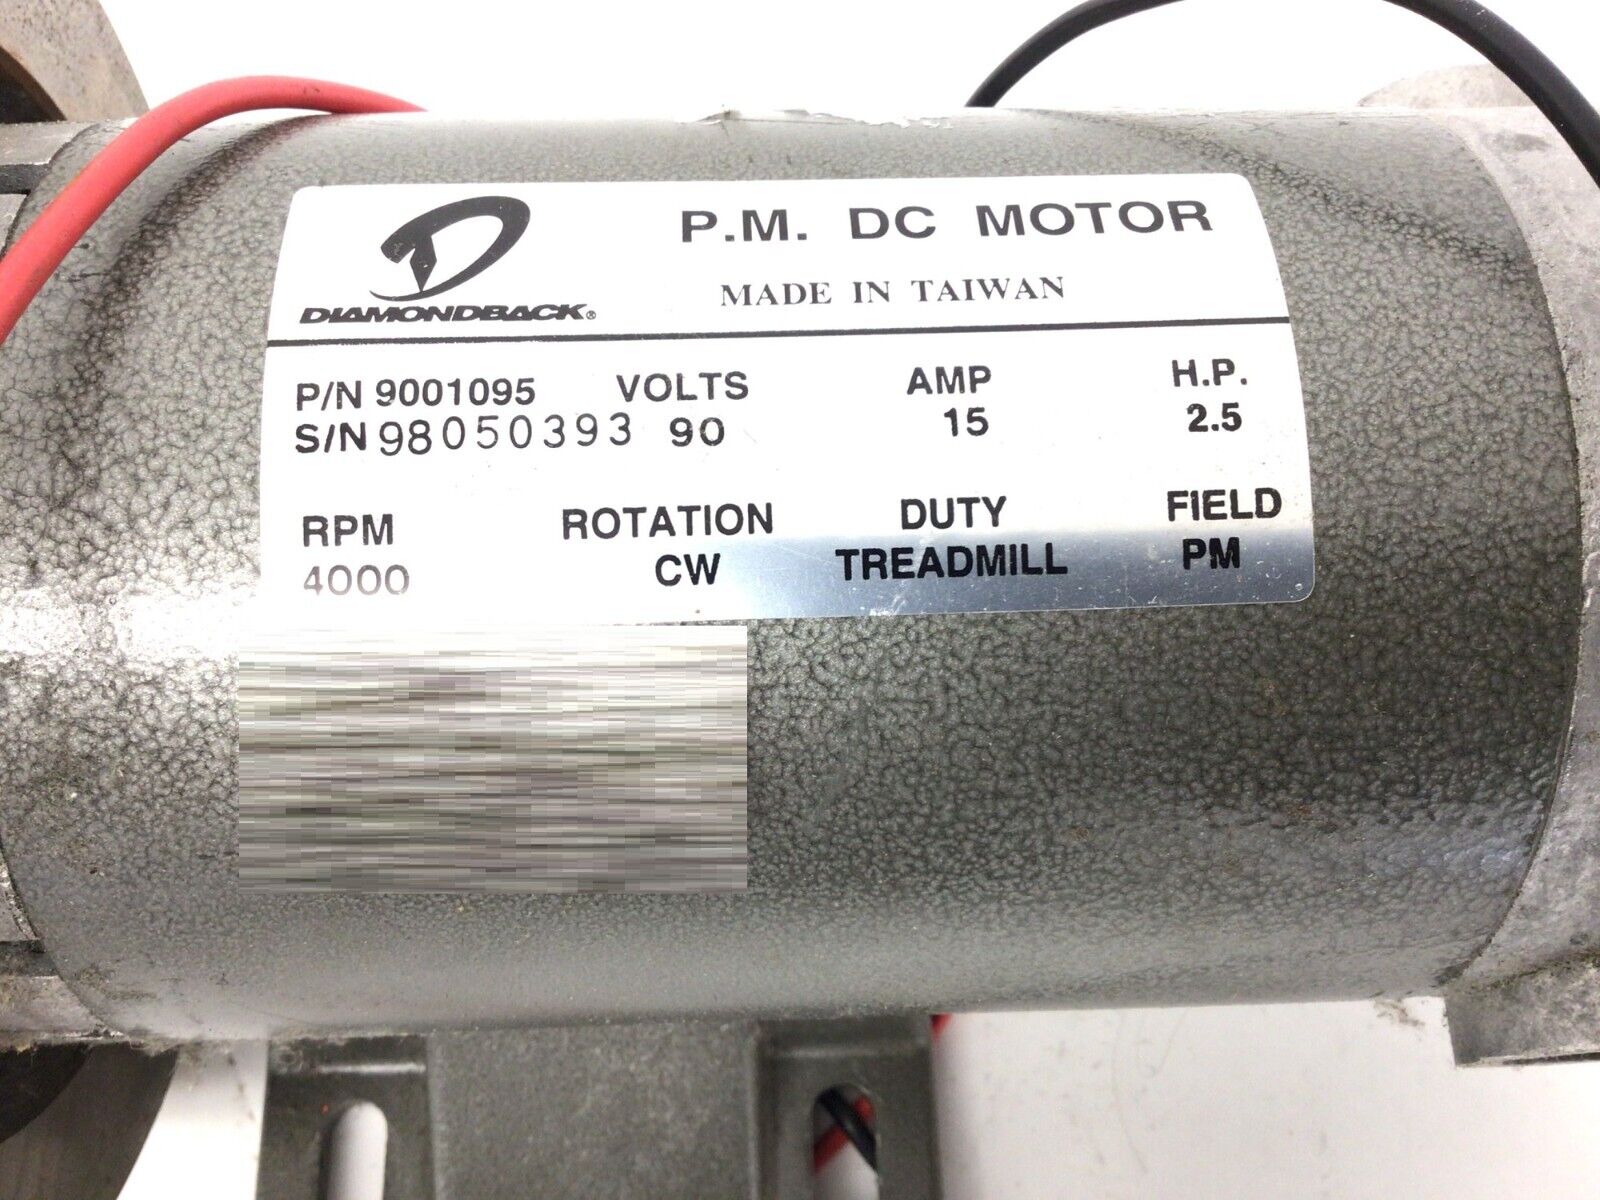 P.M. DC MOTOR
MADE IN TAIWAN
DIAMONDBACK®
P/N 9001095 VOLTS AMP H.P.
S/N 98050393 90 15 2.5
RPM ROTATION DUTY FIELD
4000 CW TREADMILL PM